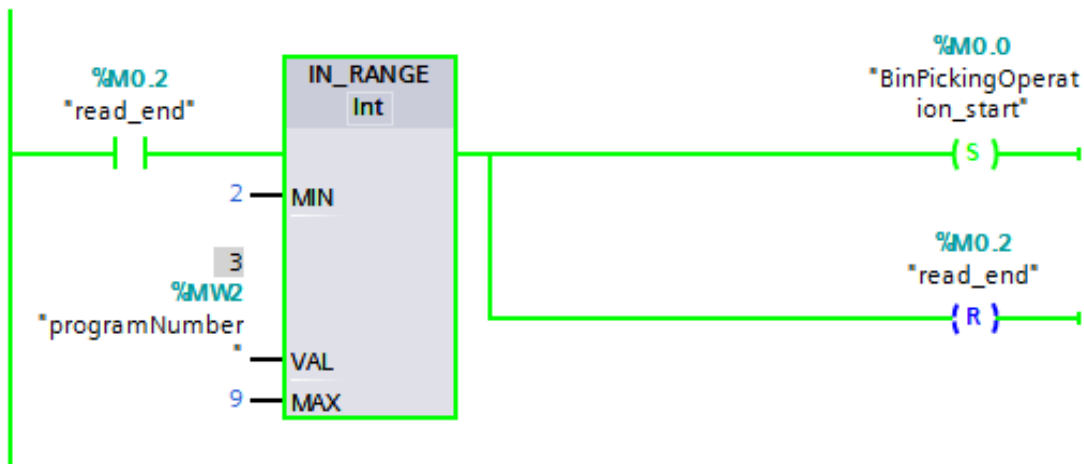 %M0.2
"read_end"
IN_RANGE
Int
%M0.0
"BinPickingOperat
ion_start"
S
2
MIN
3
%MW2
"programNumber
"
VAL
9
MAX
%M0.2
"read_end"
R